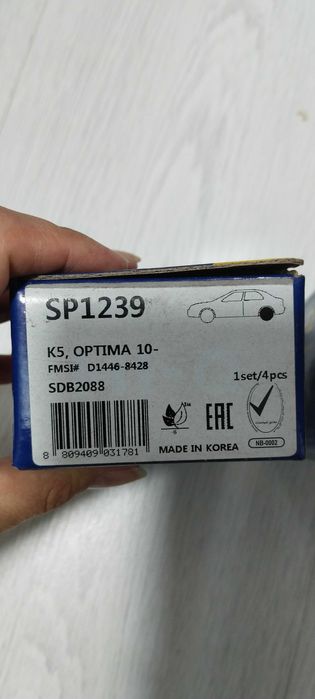 SP1239
K5, OPTIMA 10-
FMSI# D1446-8428
SDB2088
1set/4pcs
EAC
8 809409 031781
MADE IN KOREA
NB-0002